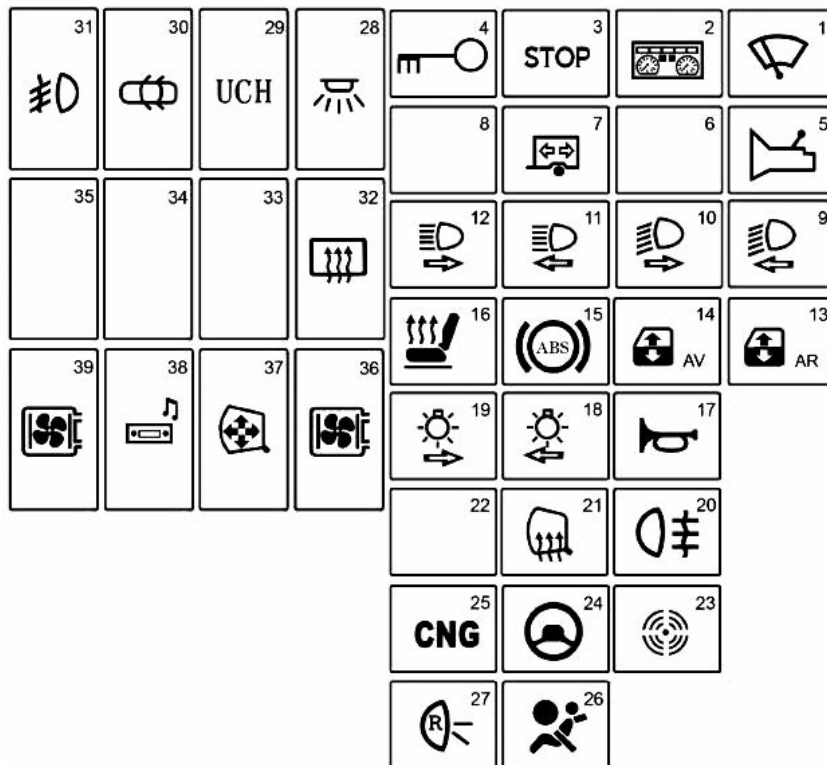 31 30 29 28 4 3 2 1
UCH STOP
8 7 6 5
35 34 33 32
12 11 10 9
16 15 14 13
ABS AV AR
39 38 37 36
19 18 17
22 21 20
25 24 23
CNG
27 26
R